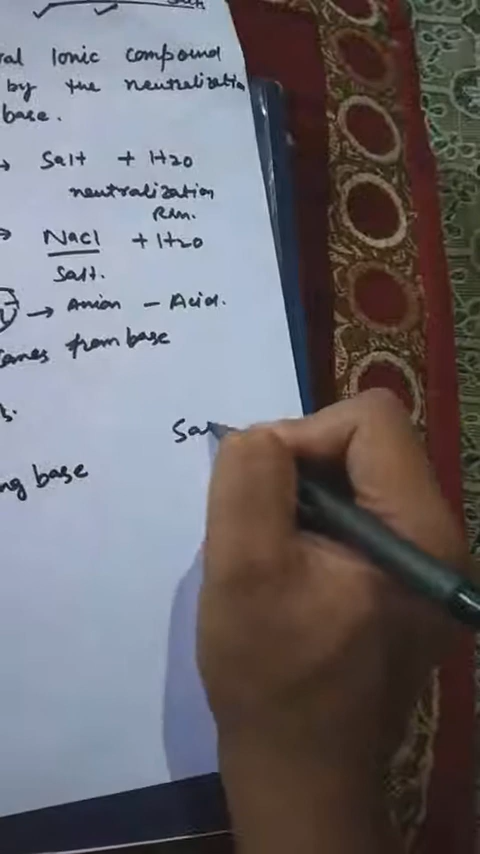 ral Ionic compound
by the neutralization
base.
→ Salt + H2O
neutralization
Rxn.
→ NaCl + H2O
Salt.
→ Anion - Acid.
Comes from base
ng base
Sa